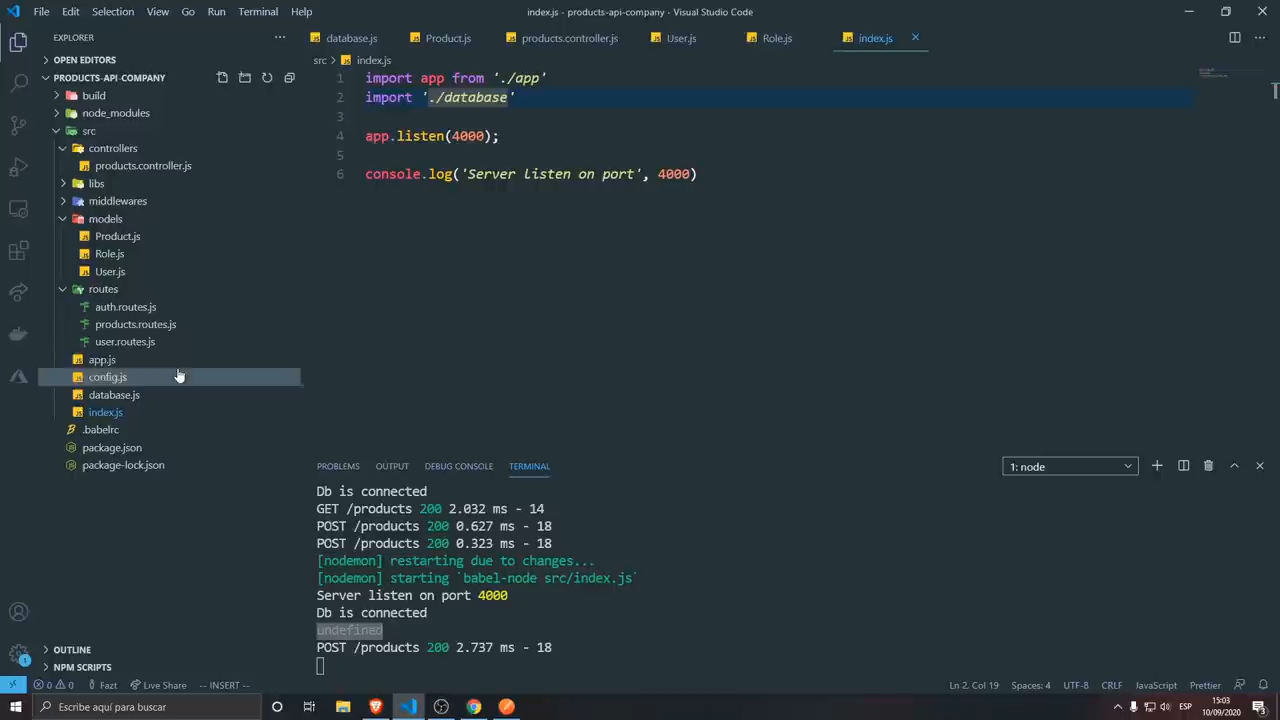 File Edit Selection View Go Run Terminal Help
index.js - products-api-company - Visual Studio Code
EXPLORER
OPEN EDITORS
PRODUCTS-API-COMPANY
build
node_modules
src
controllers
products.controller.js
libs
middlewares
models
Product.js
Role.js
User.js
routes
auth.routes.js
products.routes.js
user.routes.js
app.js
config.js
database.js
index.js
.babelrc
package.json
package-lock.json
OUTLINE
NPM SCRIPTS
database.js Product.js products.controller.js User.js Role.js index.js
src > index.js
1 import app from './app'
2 import './database'
3
4 app.listen(4000);
5
6 console.log('Server listen on port', 4000)
PROBLEMS OUTPUT DEBUG CONSOLE TERMINAL
1: node
Db is connected
GET /products 200 2.032 ms - 14
POST /products 200 0.627 ms - 18
POST /products 200 0.323 ms - 18
[nodemon] restarting due to changes...
[nodemon] starting `babel-node src/index.js`
Server listen on port 4000
Db is connected
undefined
POST /products 200 2.737 ms - 18
0 0 Fazt Live Share -- INSERT -- Ln 2, Col 19 Spaces: 4 UTF-8 CRLF JavaScript Prettier
Escribe aquí para buscar
ESP
15:03
10/09/2020